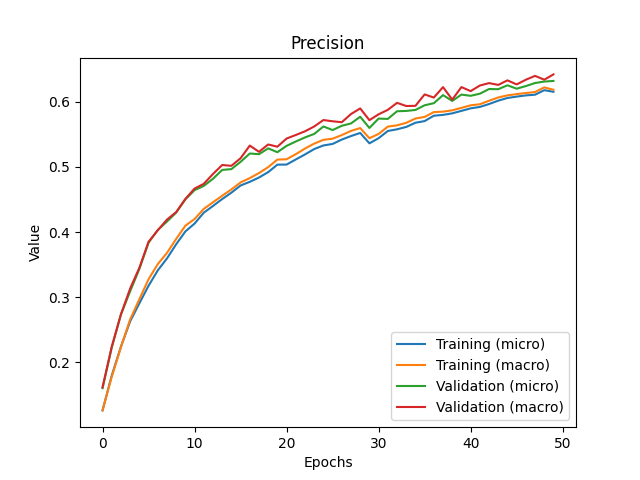 Precision
Value
0.6
0.5
0.4
0.3
0.2
Training (micro)
Training (macro)
Validation (micro)
Validation (macro)
0 10 20 30 40 50
Epochs